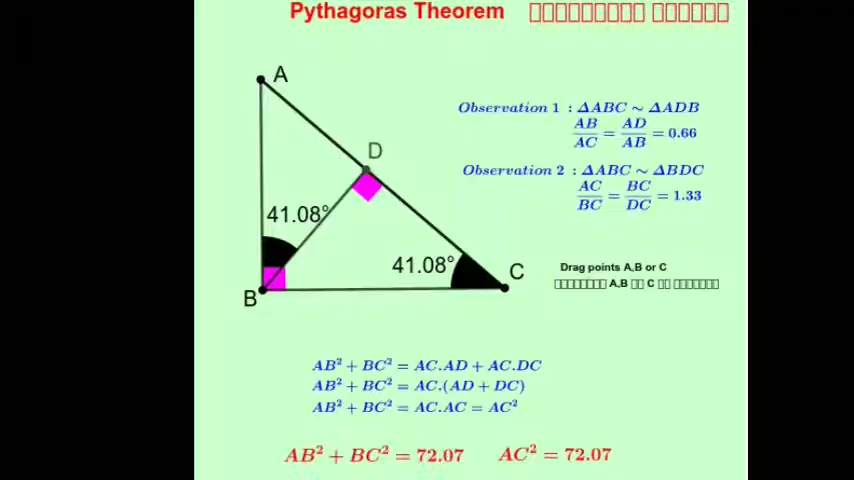 Pythagoras Theorem
A
D
41.08°
41.08°
B
C
Observation 1 : ΔABC ∼ ΔADB
AB/AC = AD/AB = 0.66
Observation 2 : ΔABC ∼ ΔBDC
AC/BC = BC/DC = 1.33
Drag points A,B or C
A,B C
AB² + BC² = AC.AD + AC.DC
AB² + BC² = AC.(AD + DC)
AB² + BC² = AC.AC = AC²
AB² + BC² = 72.07 AC² = 72.07